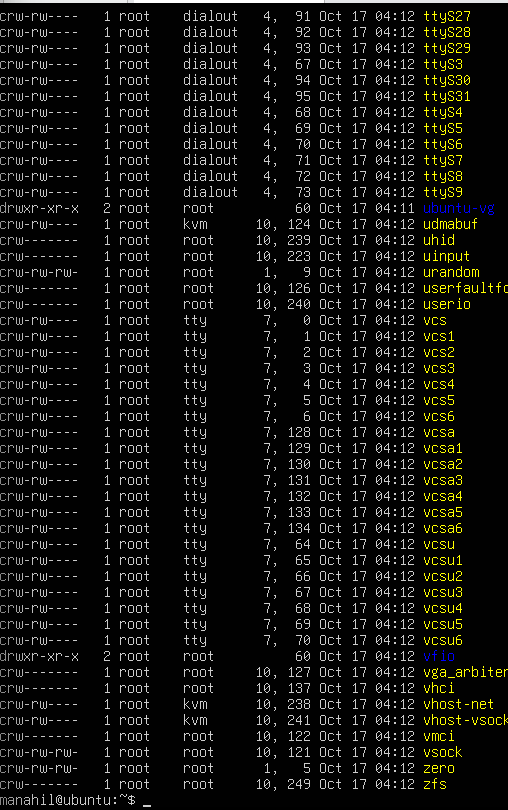 crw-rw---- 1 root dialout 4, 91 Oct 17 04:12 ttyS27
crw-rw---- 1 root dialout 4, 92 Oct 17 04:12 ttyS28
crw-rw---- 1 root dialout 4, 93 Oct 17 04:12 ttyS29
crw-rw---- 1 root dialout 4, 67 Oct 17 04:12 ttyS3
crw-rw---- 1 root dialout 4, 94 Oct 17 04:12 ttyS30
crw-rw---- 1 root dialout 4, 95 Oct 17 04:12 ttyS31
crw-rw---- 1 root dialout 4, 68 Oct 17 04:12 ttyS4
crw-rw---- 1 root dialout 4, 69 Oct 17 04:12 ttyS5
crw-rw---- 1 root dialout 4, 70 Oct 17 04:12 ttyS6
crw-rw---- 1 root dialout 4, 71 Oct 17 04:12 ttyS7
crw-rw---- 1 root dialout 4, 72 Oct 17 04:12 ttyS8
crw-rw---- 1 root dialout 4, 73 Oct 17 04:12 ttyS9
drwxr-xr-x 2 root root 60 Oct 17 04:11 ubuntu-vg
crw-rw---- 1 root kvm 10, 124 Oct 17 04:12 udmabuf
crw------- 1 root root 10, 239 Oct 17 04:12 uhid
crw------- 1 root root 10, 223 Oct 17 04:12 uinput
crw-rw-rw- 1 root root 1, 9 Oct 17 04:12 urandom
crw------- 1 root root 10, 126 Oct 17 04:12 userfaultfd
crw------- 1 root root 10, 240 Oct 17 04:12 userio
crw-rw---- 1 root tty 7, 0 Oct 17 04:12 vcs
crw-rw---- 1 root tty 7, 1 Oct 17 04:12 vcs1
crw-rw---- 1 root tty 7, 2 Oct 17 04:12 vcs2
crw-rw---- 1 root tty 7, 3 Oct 17 04:12 vcs3
crw-rw---- 1 root tty 7, 4 Oct 17 04:12 vcs4
crw-rw---- 1 root tty 7, 5 Oct 17 04:12 vcs5
crw-rw---- 1 root tty 7, 6 Oct 17 04:12 vcs6
crw-rw---- 1 root tty 7, 128 Oct 17 04:12 vcsa
crw-rw---- 1 root tty 7, 129 Oct 17 04:12 vcsa1
crw-rw---- 1 root tty 7, 130 Oct 17 04:12 vcsa2
crw-rw---- 1 root tty 7, 131 Oct 17 04:12 vcsa3
crw-rw---- 1 root tty 7, 132 Oct 17 04:12 vcsa4
crw-rw---- 1 root tty 7, 133 Oct 17 04:12 vcsa5
crw-rw---- 1 root tty 7, 134 Oct 17 04:12 vcsa6
crw-rw---- 1 root tty 7, 64 Oct 17 04:12 vcsu
crw-rw---- 1 root tty 7, 65 Oct 17 04:12 vcsu1
crw-rw---- 1 root tty 7, 66 Oct 17 04:12 vcsu2
crw-rw---- 1 root tty 7, 67 Oct 17 04:12 vcsu3
crw-rw---- 1 root tty 7, 68 Oct 17 04:12 vcsu4
crw-rw---- 1 root tty 7, 69 Oct 17 04:12 vcsu5
crw-rw---- 1 root tty 7, 70 Oct 17 04:12 vcsu6
drwxr-xr-x 2 root root 60 Oct 17 04:12 vfio
crw------- 1 root root 10, 127 Oct 17 04:12 vga_arbiter
crw------- 1 root root 10, 137 Oct 17 04:12 vhci
crw-rw---- 1 root kvm 10, 238 Oct 17 04:12 vhost-net
crw-rw---- 1 root kvm 10, 241 Oct 17 04:12 vhost-vsock
crw------- 1 root root 10, 122 Oct 17 04:12 vmci
crw-rw-rw- 1 root root 10, 121 Oct 17 04:12 vsock
crw-rw-rw- 1 root root 1, 5 Oct 17 04:12 zero
crw------- 1 root root 10, 249 Oct 17 04:12 zfs
manahil@ubuntu:~$ _